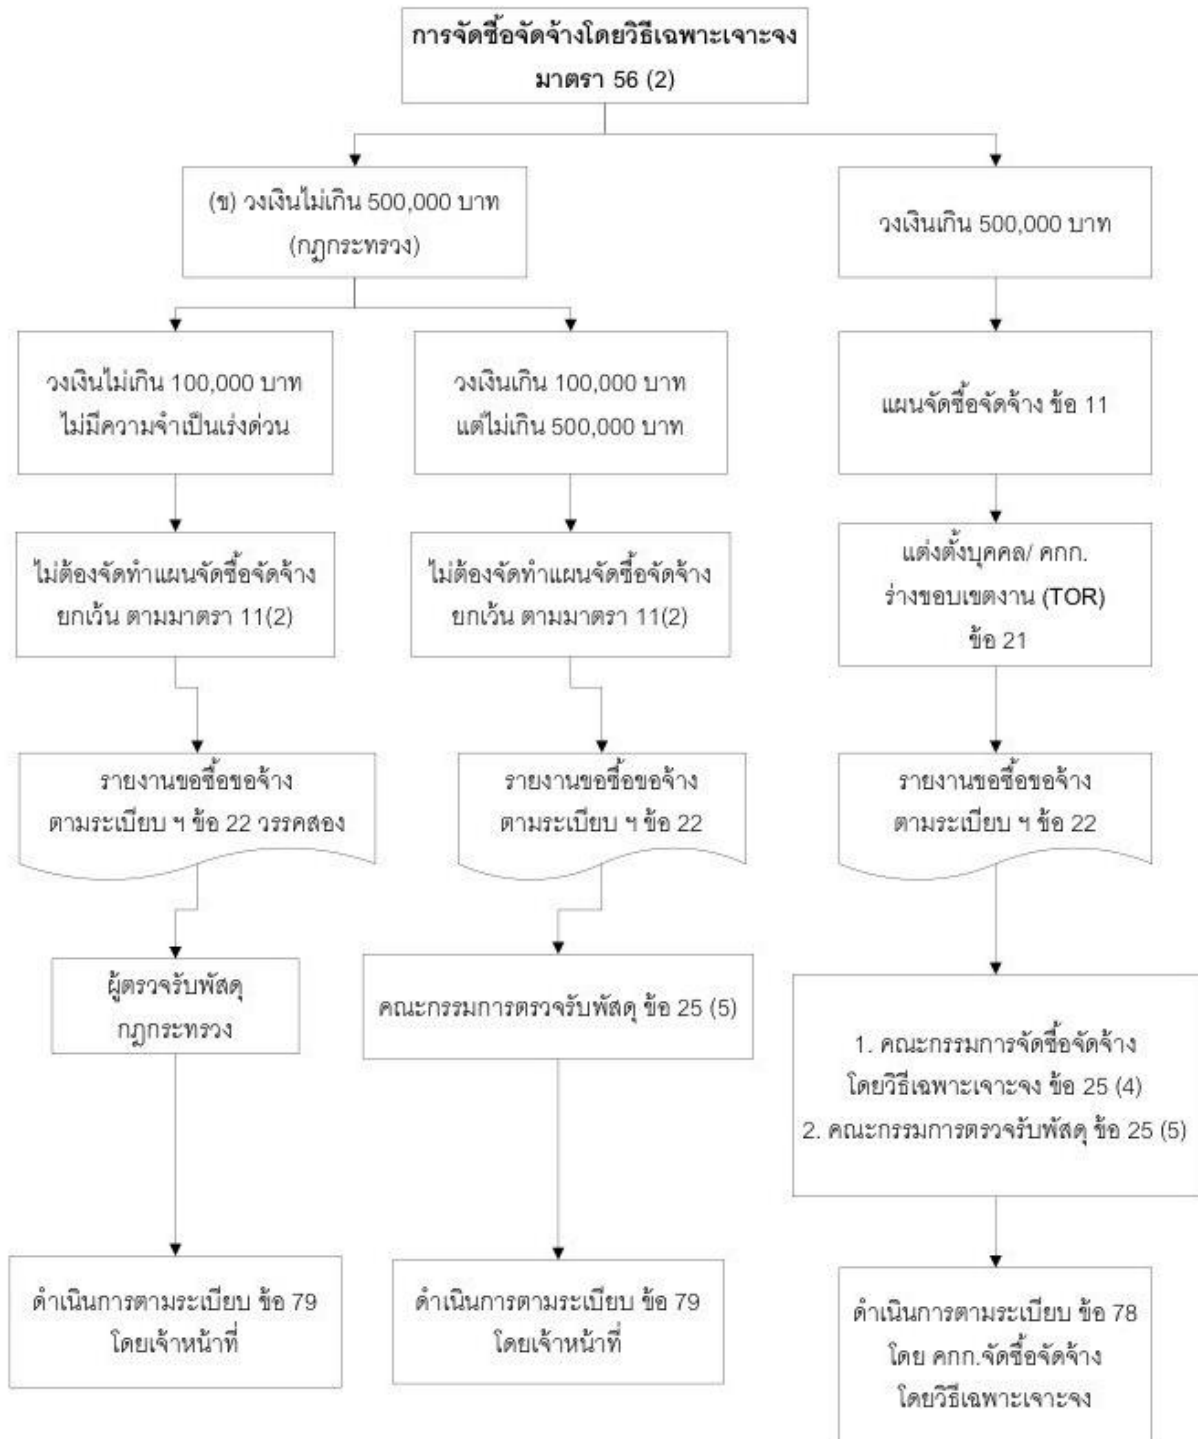 การจัดซื้อจัดจ้างโดยวิธีเฉพาะเจาะจง
มาตรา 56 (2)
(ข) วงเงินไม่เกิน 500,000 บาท
(กฎกระทรวง)
วงเงินเกิน 500,000 บาท
วงเงินไม่เกิน 100,000 บาท
ไม่มีความจำเป็นเร่งด่วน
วงเงินเกิน 100,000 บาท
แต่ไม่เกิน 500,000 บาท
แผนจัดซื้อจัดจ้าง ข้อ 11
ไม่ต้องจัดทำแผนจัดซื้อจัดจ้าง
ยกเว้น ตามมาตรา 11(2)
ไม่ต้องจัดทำแผนจัดซื้อจัดจ้าง
ยกเว้น ตามมาตรา 11(2)
แต่งตั้งบุคคล/ คกก.
ร่างขอบเขตงาน (TOR)
ข้อ 21
รายงานขอซื้อขอจ้าง
ตามระเบียบ ฯ ข้อ 22 วรรคสอง
รายงานขอซื้อขอจ้าง
ตามระเบียบ ฯ ข้อ 22
รายงานขอซื้อขอจ้าง
ตามระเบียบ ฯ ข้อ 22
ผู้ตรวจรับพัสดุ
กฎกระทรวง
คณะกรรมการตรวจรับพัสดุ ข้อ 25 (5)
1. คณะกรรมการจัดซื้อจัดจ้าง
โดยวิธีเฉพาะเจาะจง ข้อ 25 (4)
2. คณะกรรมการตรวจรับพัสดุ ข้อ 25 (5)
ดำเนินการตามระเบียบ ข้อ 79
โดยเจ้าหน้าที่
ดำเนินการตามระเบียบ ข้อ 79
โดยเจ้าหน้าที่
ดำเนินการตามระเบียบ ข้อ 78
โดย คกก.จัดซื้อจัดจ้าง
โดยวิธีเฉพาะเจาะจง